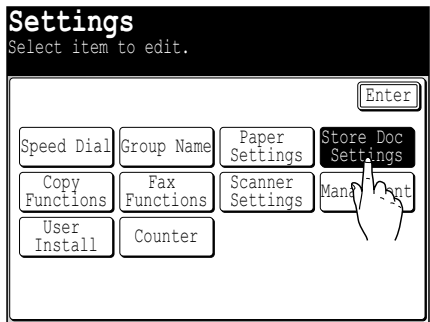 Settings
Select item to edit.
Enter
Speed Dial
Group Name
Paper
Settings
Store Doc
Settings
Copy
Functions
Fax
Functions
Scanner
Settings
User
Install
Counter